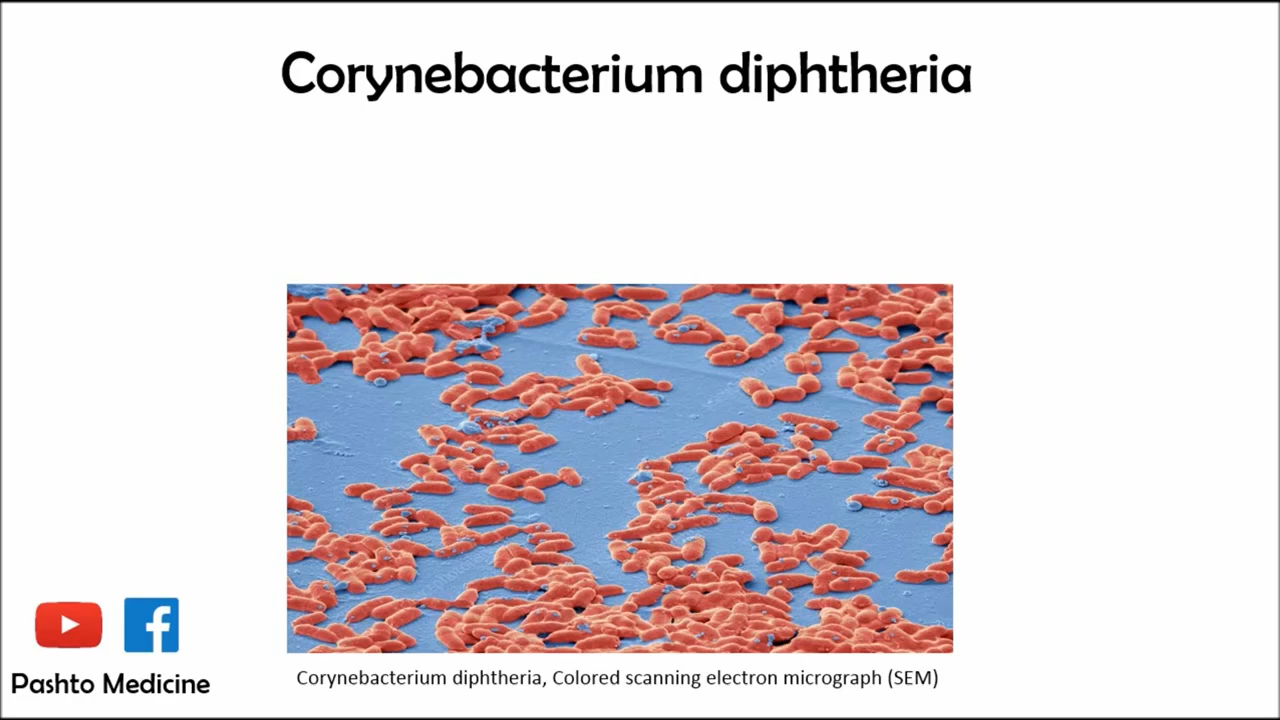 Corynebacterium diphtheria
Corynebacterium diphtheria, Colored scanning electron micrograph (SEM)
Pashto Medicine